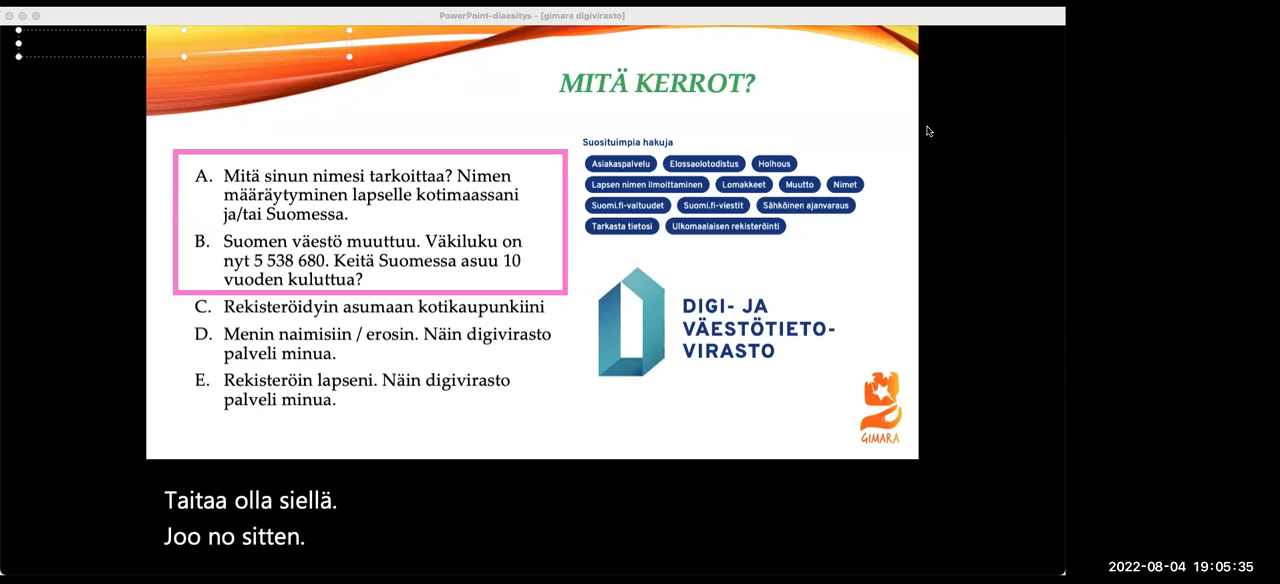 PowerPoint-diaesitys - [gimara digivirasto]
MITÄ KERROT?
A. Mitä sinun nimesi tarkoittaa? Nimen
määräytyminen lapselle kotimaassani
ja/tai Suomessa.
B. Suomen väestö muuttuu. Väkiluku on
nyt 5 538 680. Keitä Suomessa asuu 10
vuoden kuluttua?
C. Rekisteröidyin asumaan kotikaupunkiini
D. Menin naimisiin / erosin. Näin digivirasto
palveli minua.
E. Rekisteröin lapseni. Näin digivirasto
palveli minua.
Suosituimpia hakuja
Asiakaspalvelu Elossaolotodistus Holhous
Lapsen nimen ilmoittaminen Lomakkeet Muutto Nimet
Suomi.fi-valtuudet Suomi.fi-viestit Sähköinen ajanvaraus
Tarkasta tietosi Ulkomaalaisen rekisteröinti
DIGI- JA
VÄESTÖTIETO-
VIRASTO
GIMARA
Taitaa olla siellä.
Joo no sitten.
2022-08-04 19:05:35